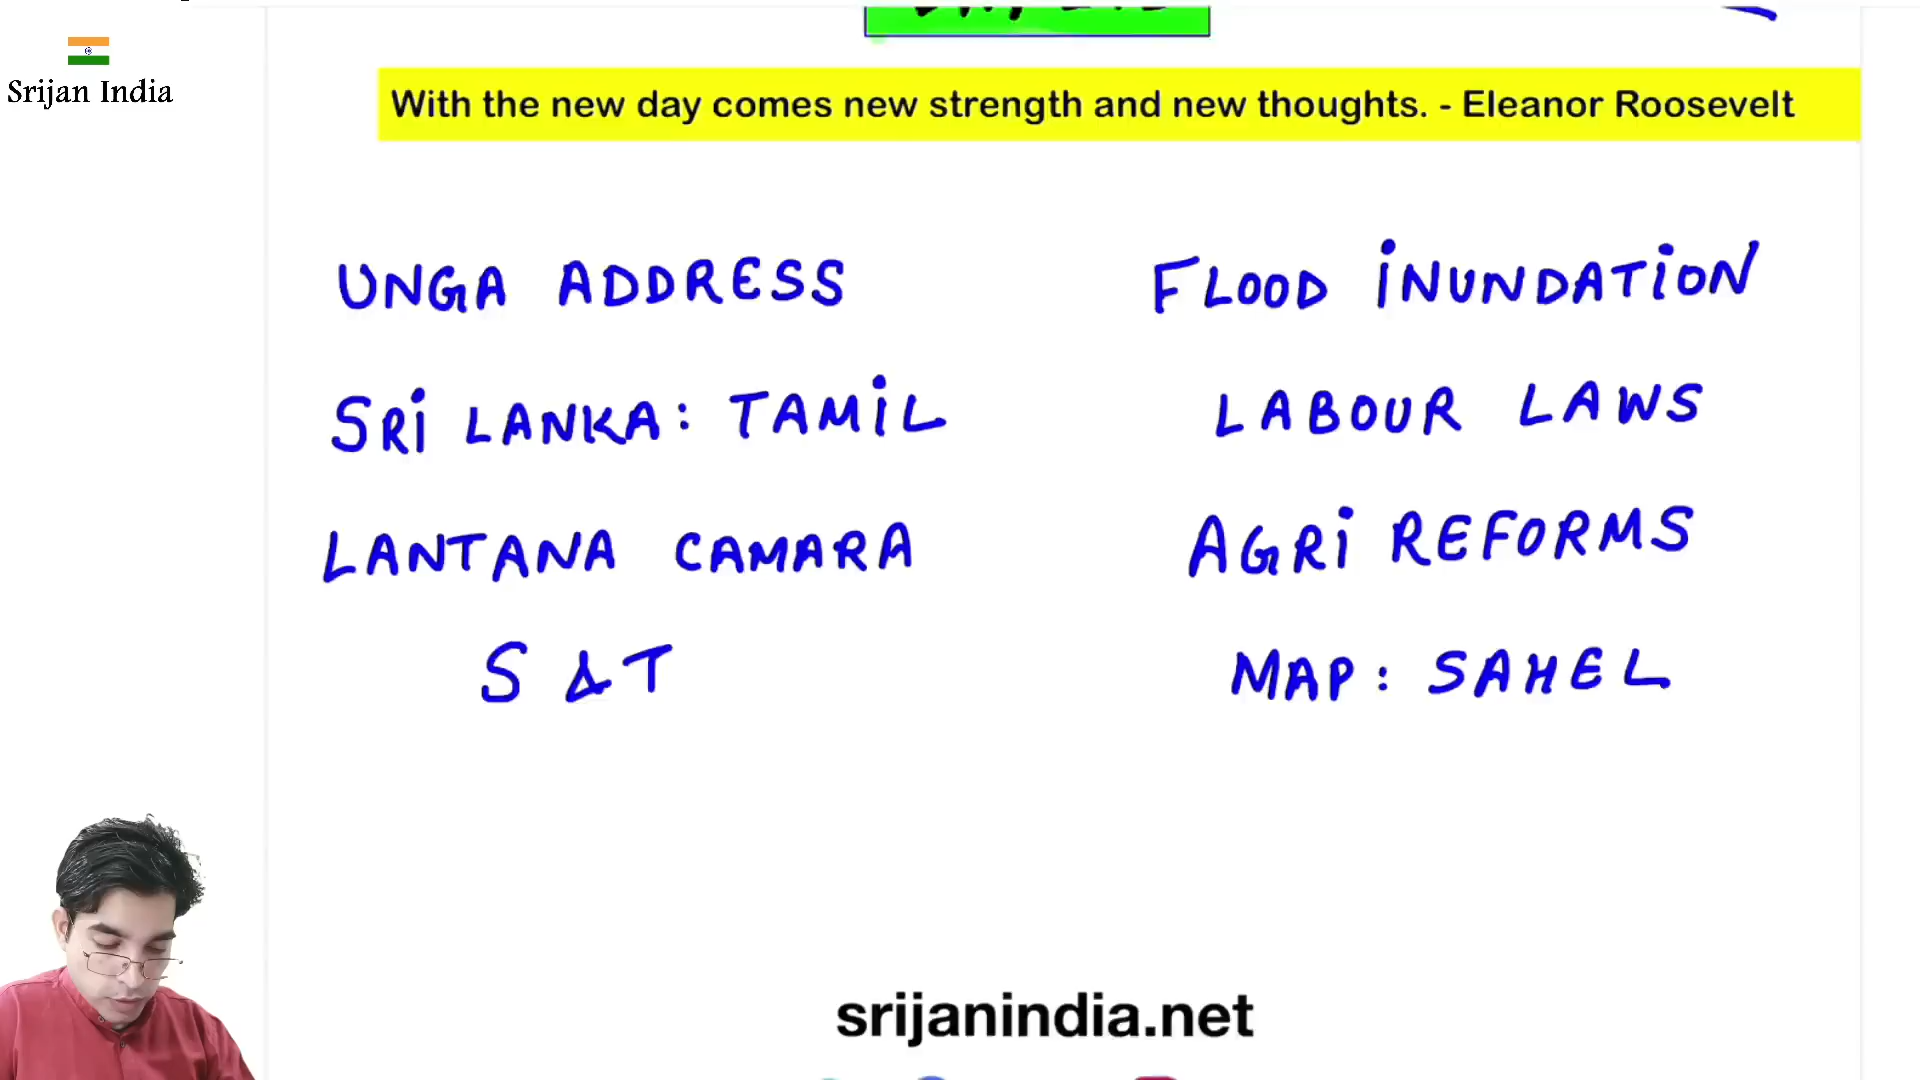 Srijan India
With the new day comes new strength and new thoughts. - Eleanor Roosevelt
UNGA ADDRESS
FLOOD INUNDATION
SRI LANKA: TAMIL
LABOUR LAWS
LANTANA CAMARA
AGRI REFORMS
S & T
MAP: SAHEL
srijanindia.net